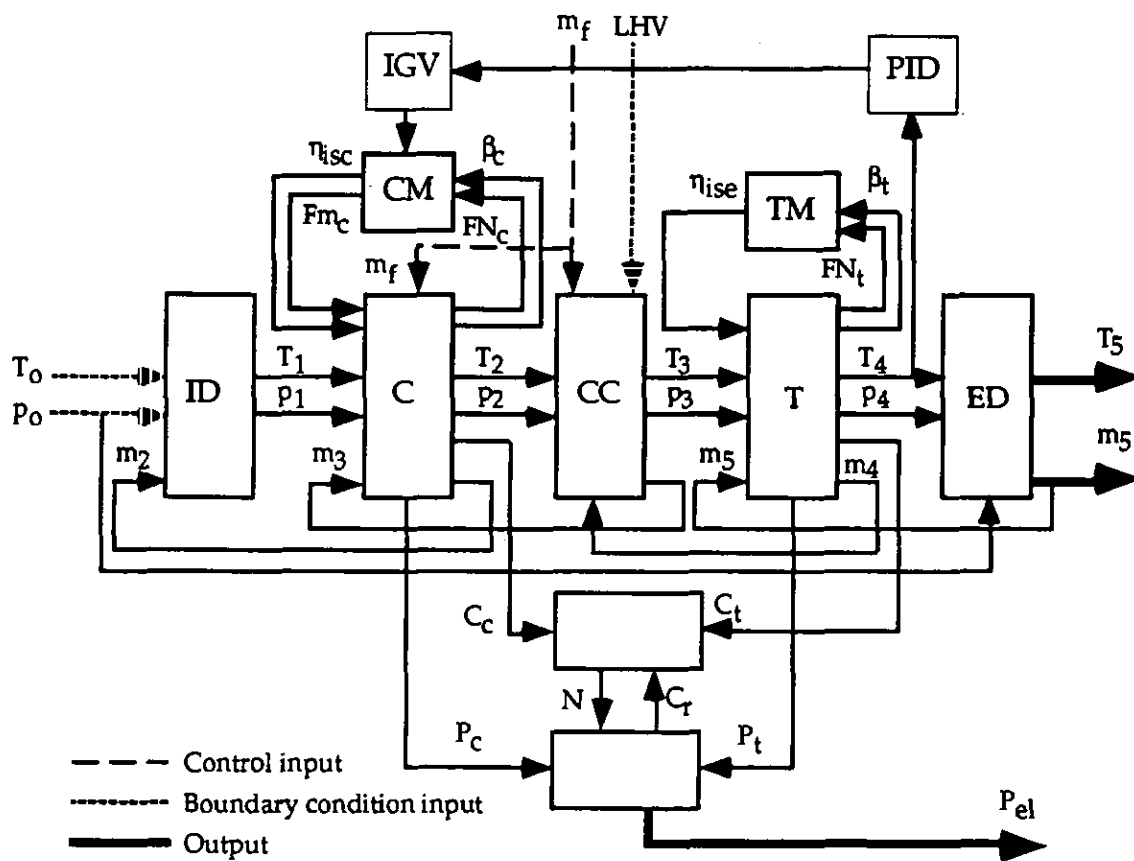 m_f LHV
IGV PID
η_isc β_c
CM
Fm_c FN_c
η_ise β_t
TM
FN_t
m_f
T_o T_1 T_2 T_3 T_4 T_5
ID C CC T ED
p_o p_1 p_2 p_3 p_4
m_2 m_3 m_5 m_4 m_5
C_c C_t
N C_r
P_c P_t
Control input
Boundary condition input
Output
P_el